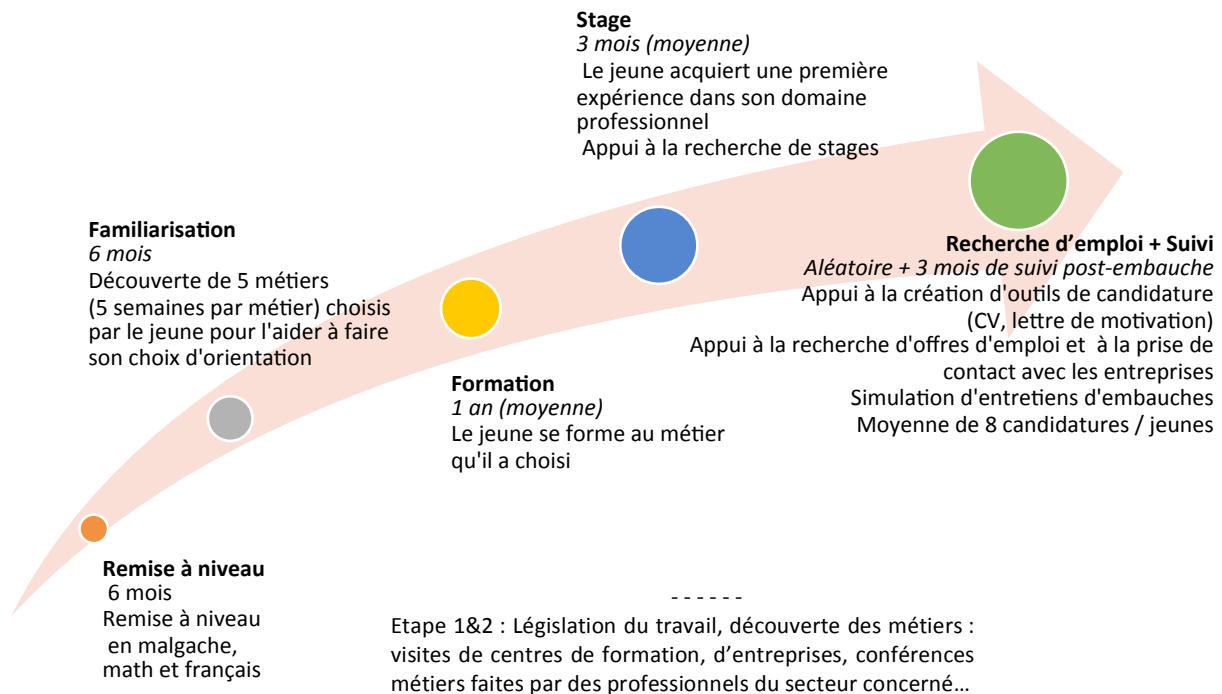 Stage
3 mois (moyenne)
Le jeune acquiert une première
expérience dans son domaine
professionnel
Appui à la recherche de stages
Familiarisation
6 mois
Découverte de 5 métiers
(5 semaines par métier) choisis
par le jeune pour l'aider à faire
son choix d'orientation
Recherche d’emploi + Suivi
Aléatoire + 3 mois de suivi post-embauche
Appui à la création d'outils de candidature
(CV, lettre de motivation)
Appui à la recherche d'offres d'emploi et à la prise de
contact avec les entreprises
Simulation d'entretiens d'embauches
Moyenne de 8 candidatures / jeunes
Formation
1 an (moyenne)
Le jeune se forme au métier
qu'il a choisi
Remise à niveau
6 mois
Remise à niveau
en malgache,
math et français
- - - - - -
Etape 1&2 : Législation du travail, découverte des métiers :
visites de centres de formation, d’entreprises, conférences
métiers faites par des professionnels du secteur concerné…